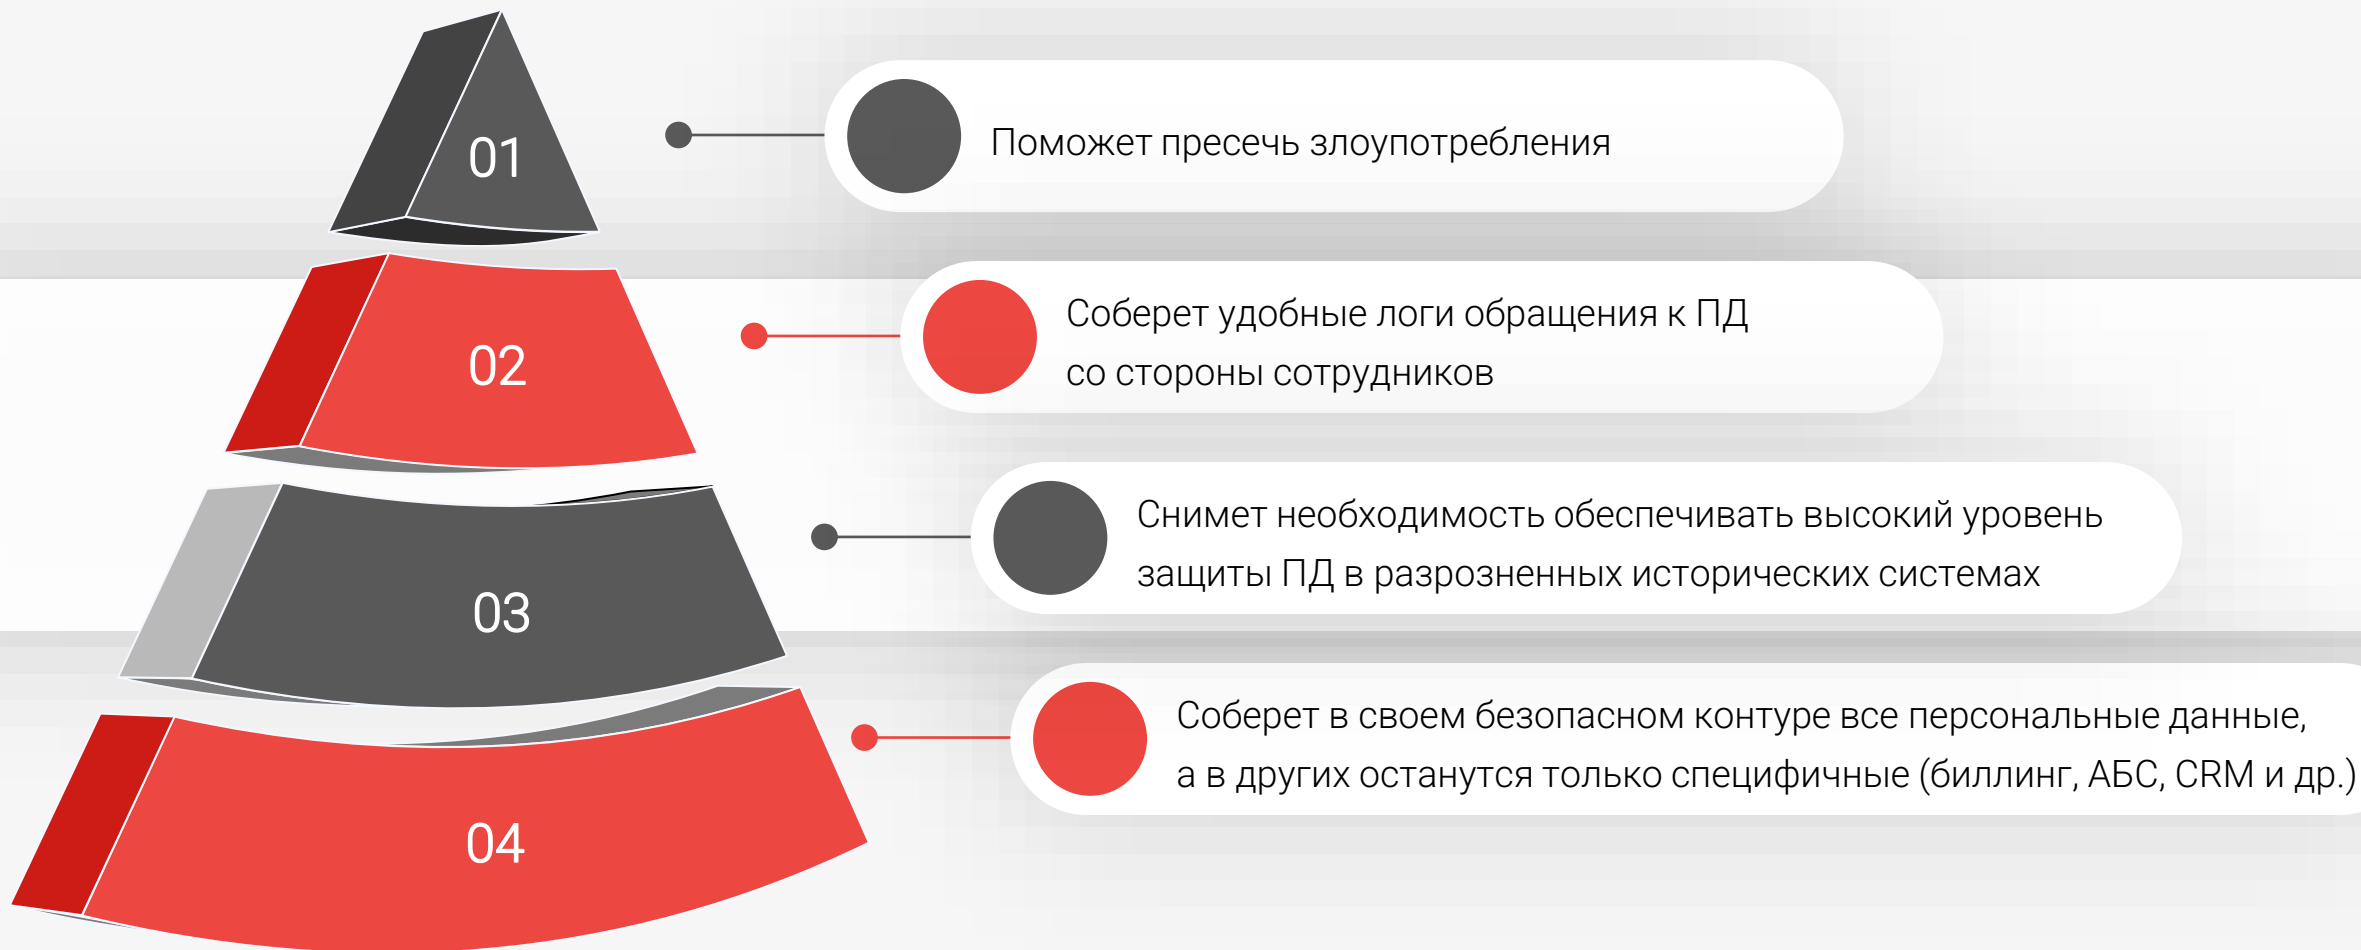 01
Поможет пресечь злоупотребления
02
Соберет удобные логи обращения к ПД
со стороны сотрудников
03
Снимет необходимость обеспечивать высокий уровень
защиты ПД в разрозненных исторических системах
04
Соберет в своем безопасном контуре все персональные данные,
а в других останутся только специфичные (биллинг, АБС, CRM и др.)